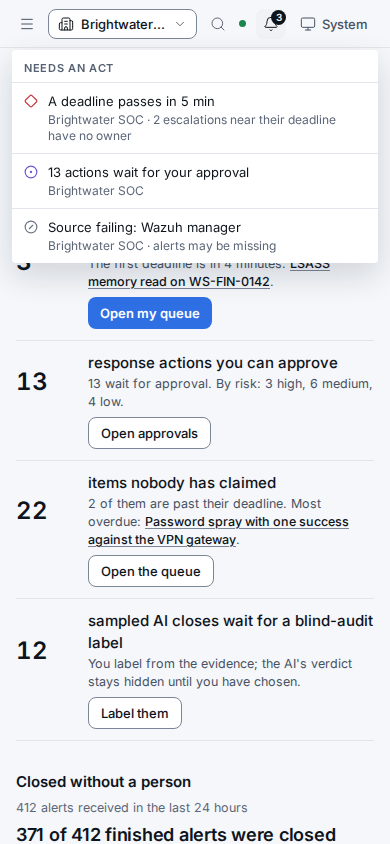 Brightwater...
3
System
NEEDS AN ACT
A deadline passes in 5 min
Brightwater SOC · 2 escalations near their deadline
have no owner
13 actions wait for your approval
Brightwater SOC
Source failing: Wazuh manager
Brightwater SOC · alerts may be missing
The first deadline is in 4 minutes. LSASS
memory read on WS-FIN-0142.
Open my queue
13
response actions you can approve
13 wait for approval. By risk: 3 high, 6 medium,
4 low.
Open approvals
22
items nobody has claimed
2 of them are past their deadline. Most
overdue: Password spray with one success
against the VPN gateway.
Open the queue
12
sampled AI closes wait for a blind-audit
label
You label from the evidence; the AI's verdict
stays hidden until you have chosen.
Label them
Closed without a person
412 alerts received in the last 24 hours
371 of 412 finished alerts were closed